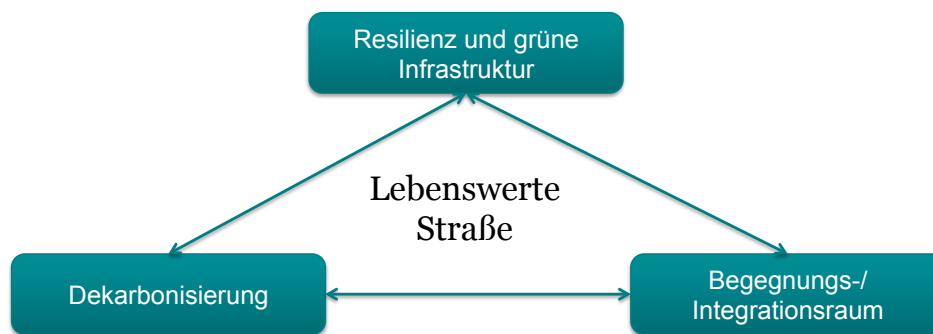 Resilienz und grüne
Infrastruktur
Lebenswerte
Straße
Dekarbonisierung
Begegnungs-/
Integrationsraum